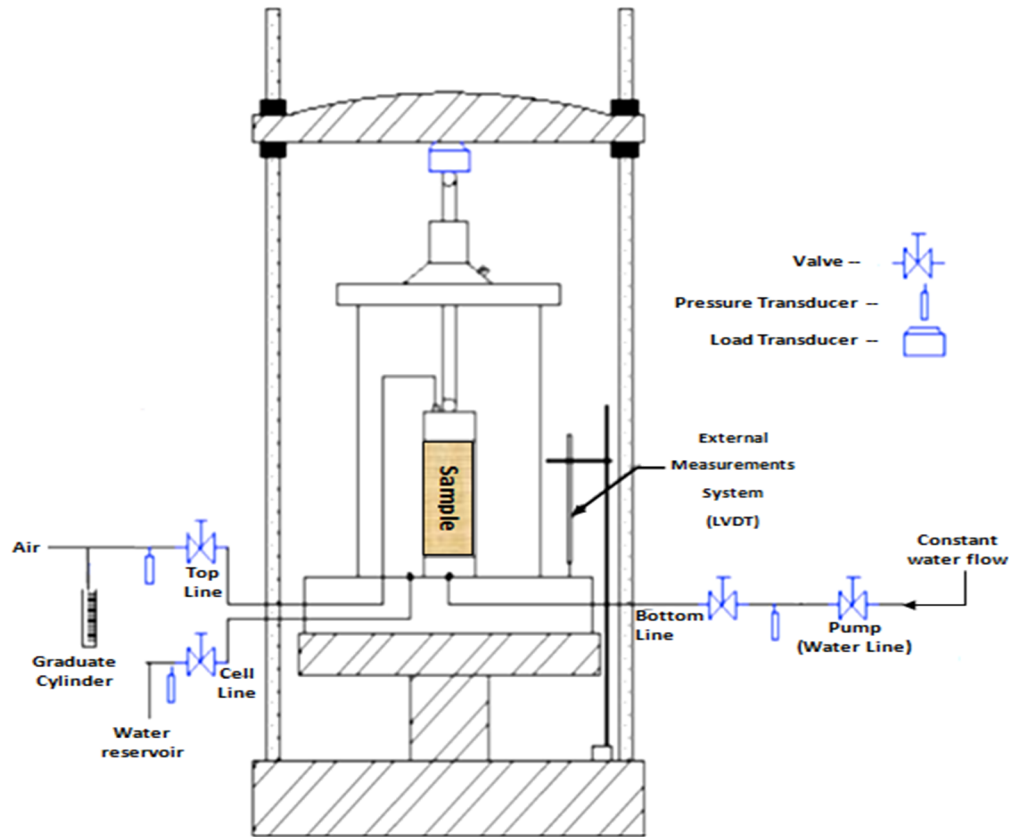 Valve --
Pressure Transducer --
Load Transducer --
External
Measurements
System
(LVDT)
Sample
Air
Top
Line
Constant
water flow
Bottom
Line
Pump
(Water Line)
Graduate
Cylinder
Cell
Line
Water
reservoir